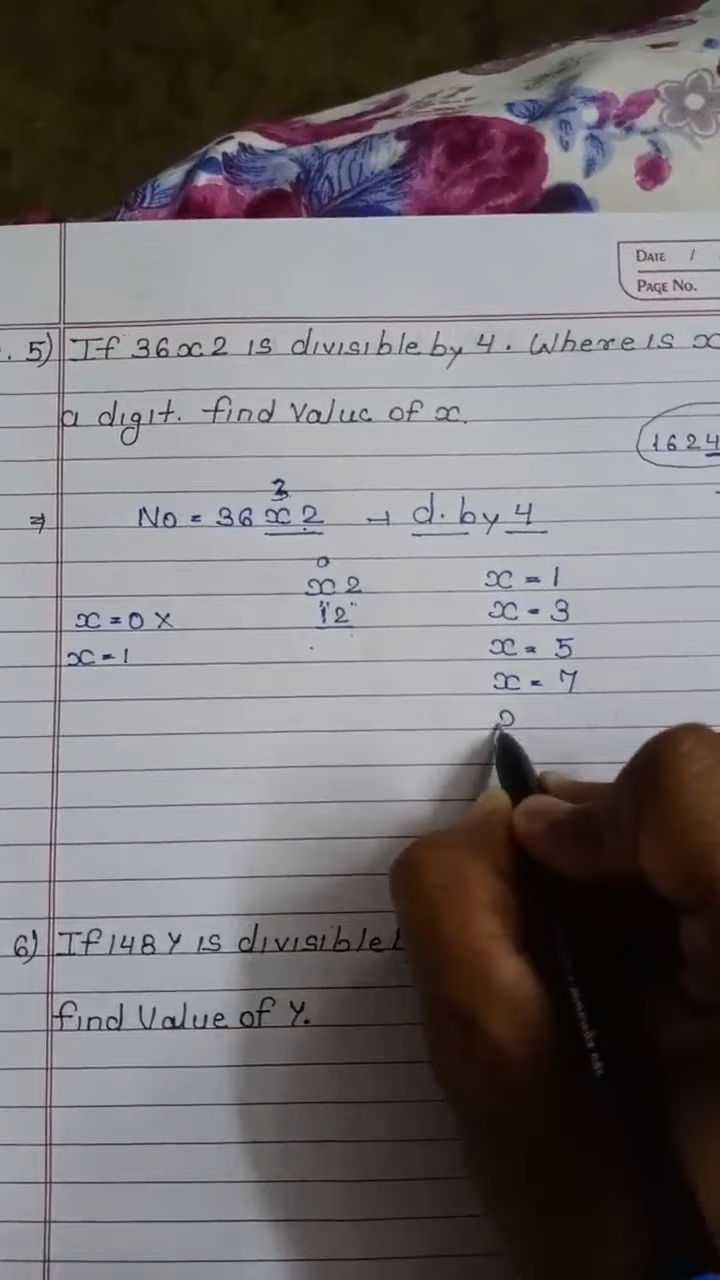 DATE /
PAGE No.
. 5) If 36x2 is divisible by 4. Where is x
a digit. find value of x.
1624
3
⇒ No = 36 x 2 → d. by 4
0
x 2
x = 1
"12"
x = 3
x = 0 ×
x = 5
x = 1
x = 7
6) If 148Y is divisible
find Value of Y.